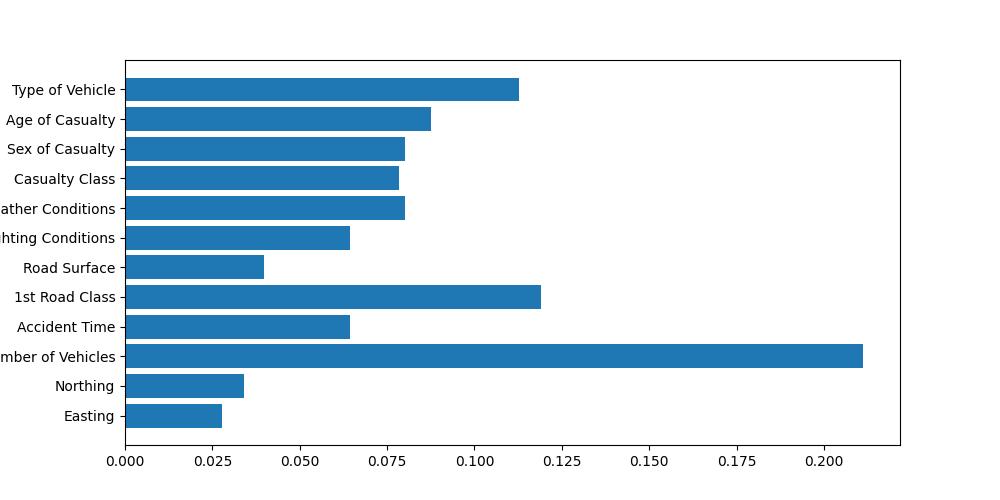 Type of Vehicle
Age of Casualty
Sex of Casualty
Casualty Class
ather Conditions
hting Conditions
Road Surface
1st Road Class
Accident Time
mber of Vehicles
Northing
Easting
0.000 0.025 0.050 0.075 0.100 0.125 0.150 0.175 0.200